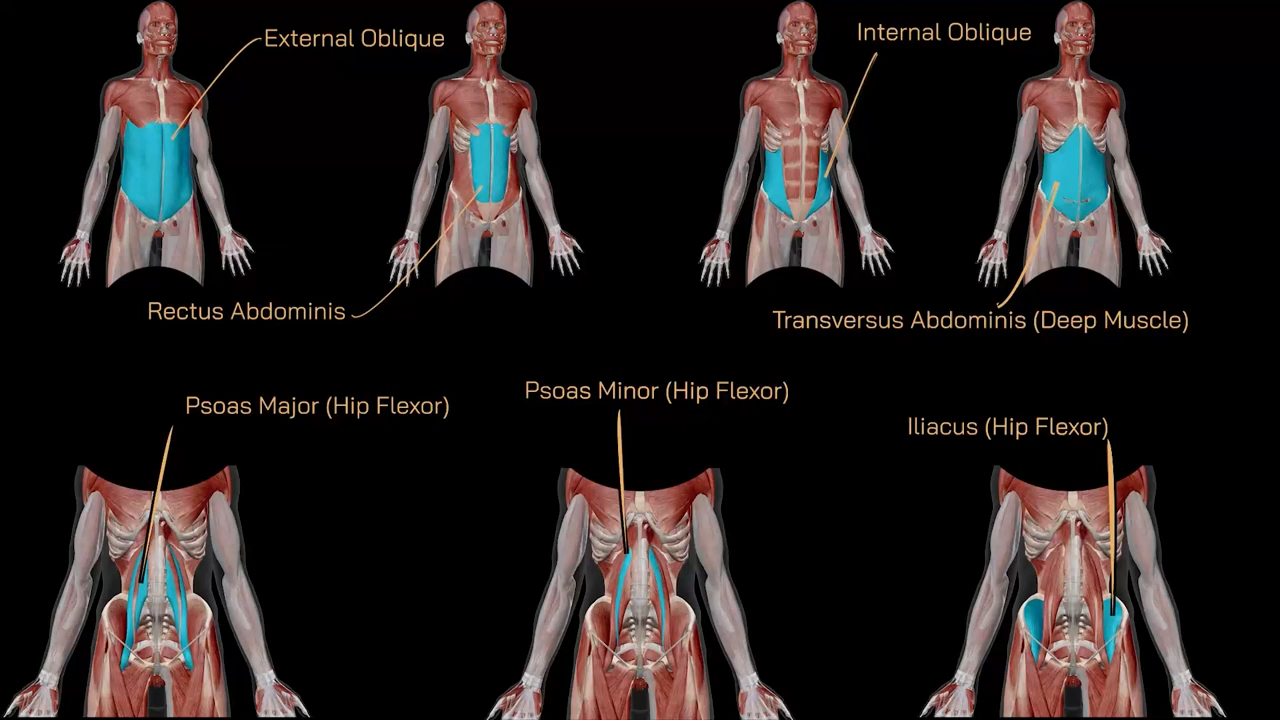 External Oblique
Internal Oblique
Rectus Abdominis
Transversus Abdominis (Deep Muscle)
Psoas Major (Hip Flexor)
Psoas Minor (Hip Flexor)
Iliacus (Hip Flexor)